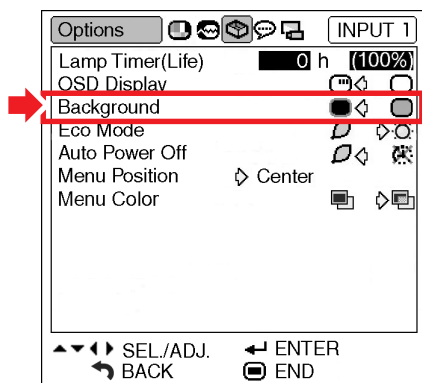 Options INPUT 1
Lamp Timer(Life) 0 h (100%)
OSD Display
Background
Eco Mode
Auto Power Off
Menu Position Center
Menu Color
SEL./ADJ. ENTER
BACK END